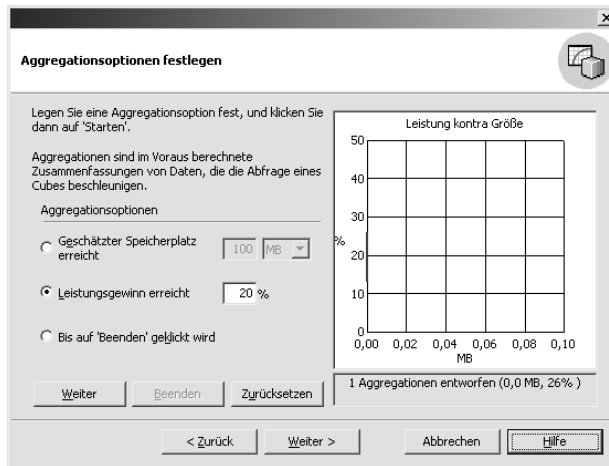 Aggregationsoptionen festlegen
Legen Sie eine Aggregationsoption fest, und klicken Sie
dann auf 'Starten'.
Aggregationen sind im Voraus berechnete
Zusammenfassungen von Daten, die die Abfrage eines
Cubes beschleunigen.
Aggregationsoptionen
Geschätzter Speicherplatz
erreicht
100 MB
Leistungsgewinn erreicht 20 %
Bis auf 'Beenden' geklickt wird
Weiter Beenden Zurücksetzen
Leistung kontra Größe
50
40
30
%
20
10
0
0,00 0,02 0,04 0,06 0,08 0,10
MB
1 Aggregationen entworfen (0,0 MB, 26% )
< Zurück Weiter > Abbrechen Hilfe